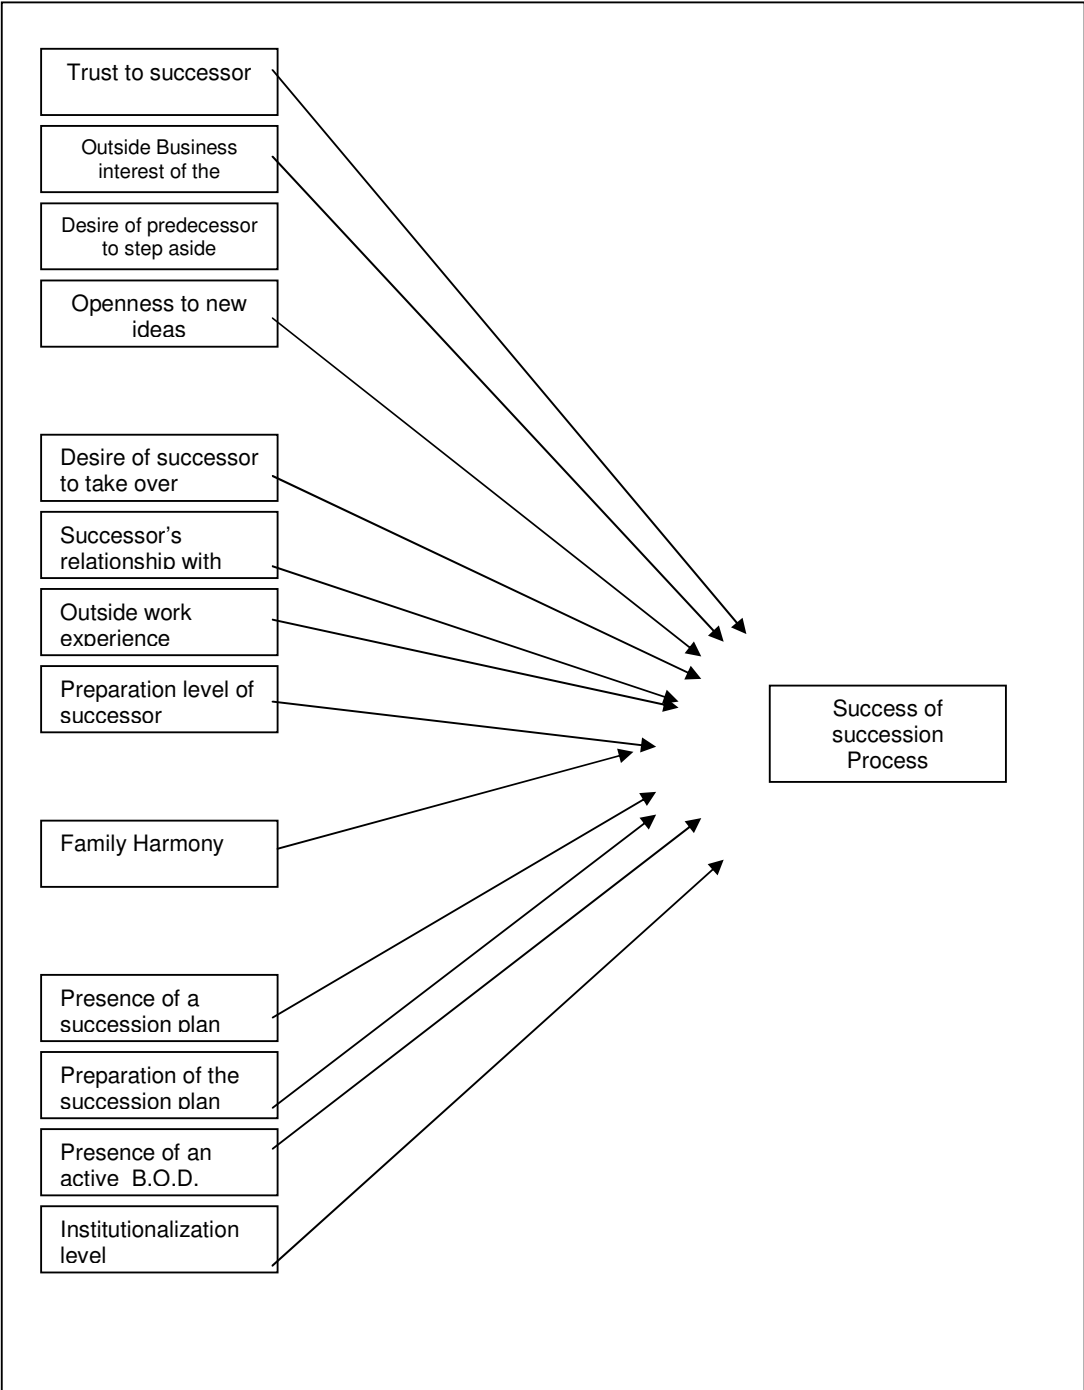 Trust to successor
Outside Business
interest of the
Desire of predecessor
to step aside
Openness to new
ideas
Desire of successor
to take over
Successor's
relationship with
Outside work
experience
Preparation level of
successor
Family Harmony
Presence of a
succession plan
Preparation of the
succession plan
Presence of an
active B.O.D.
Institutionalization
level
Success of
succession
Process